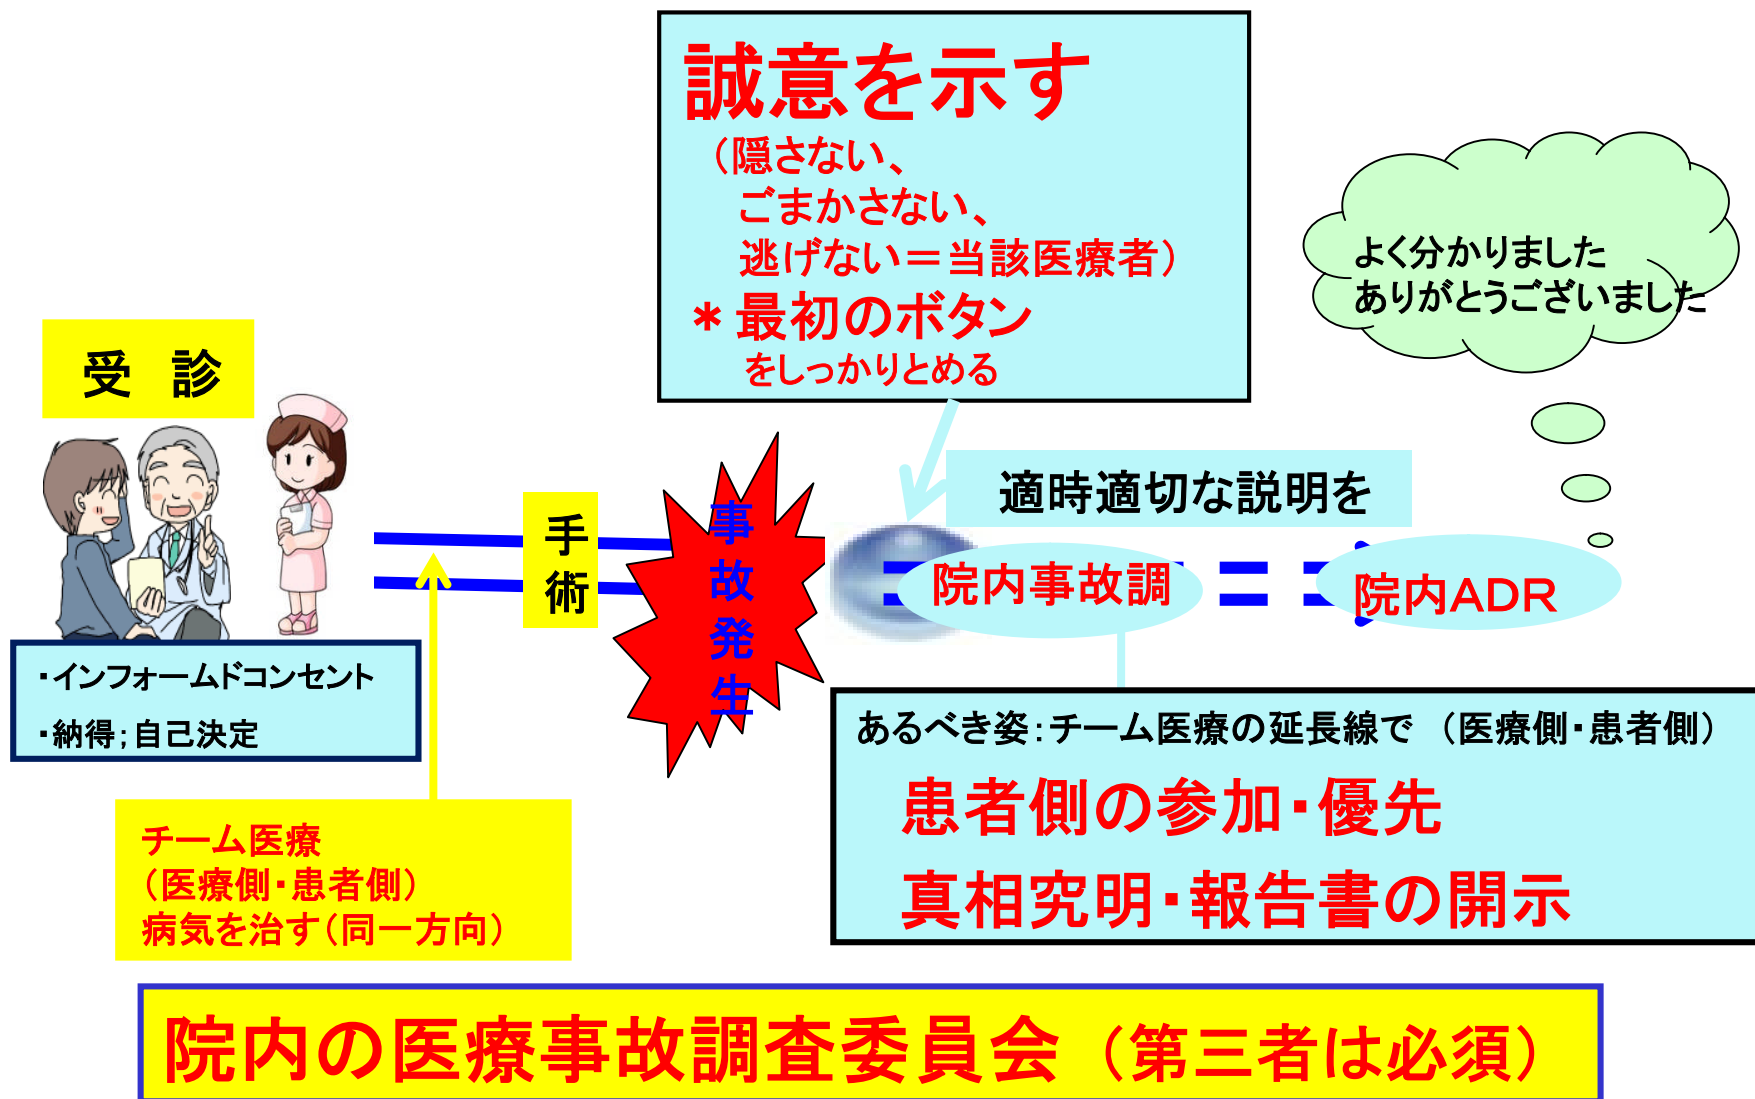 誠意を示す
（隠さない、
ごまかさない、
逃げない＝当該医療者）
＊最初のボタン
をしっかりとめる
よく分かりました
ありがとうございました
受　診
手術
事故発生
適時適切な説明を
院内事故調
院内ＡＤＲ
・インフォームドコンセント
・納得；自己決定
チーム医療
（医療側・患者側）
病気を治す（同一方向）
あるべき姿：チーム医療の延長線で　（医療側・患者側）
患者側の参加・優先
真相究明・報告書の開示
院内の医療事故調査委員会（第三者は必須）